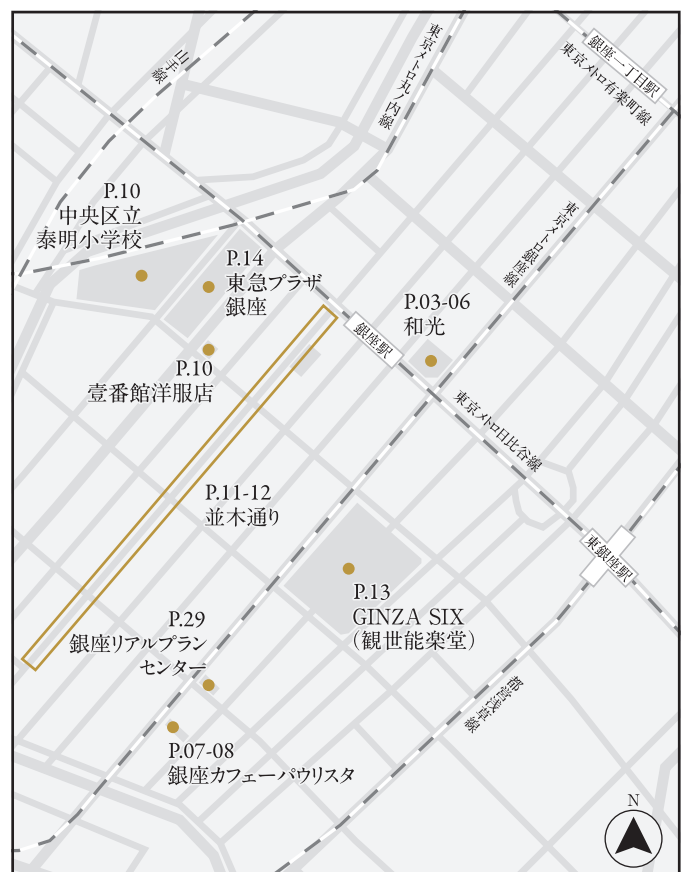 山手線
東京メトロ丸ノ内線
銀座一丁目駅
東京メトロ有楽町線
P.10
中央区立
泰明小学校
東京メトロ銀座線
P.14
東急プラザ
銀座
P.03-06
和光
銀座駅
P.10
壹番館洋服店
東京メトロ日比谷線
P.11-12
並木通り
東銀座駅
P.13
GINZA SIX
（観世能楽堂）
P.29
銀座リアルプラン
センター
都営浅草線
P.07-08
銀座カフェーパウリスタ
N